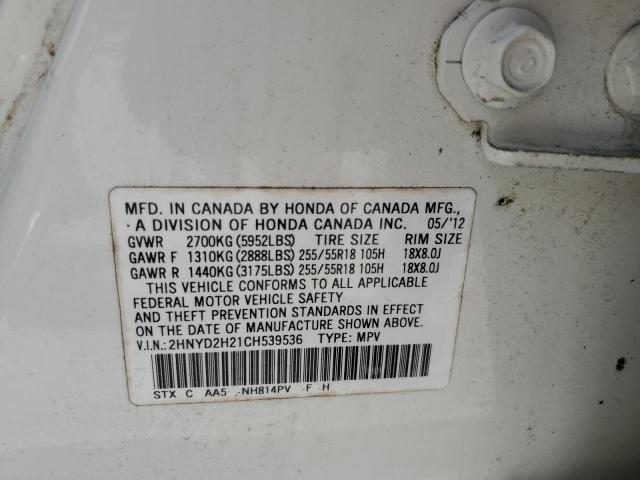 MFD. IN CANADA BY HONDA OF CANADA MFG.,
· A DIVISION OF HONDA CANADA INC. 05/'12
GVWR 2700KG(5952LBS) TIRE SIZE RIM SIZE
GAWR F 1310KG(2888LBS) 255/55R18 105H 18X8.0J
GAWR R 1440KG(3175LBS) 255/55R18 105H 18X8.0J
THIS VEHICLE CONFORMS TO ALL APPLICABLE
FEDERAL MOTOR VEHICLE SAFETY
AND THEFT PREVENTION STANDARDS IN EFFECT
ON THE DATE OF MANUFACTURE SHOWN ABOVE.
V.I.N.: 2HNYD2H21CH539536 TYPE: MPV
STX C AA5 -NH814PV -F -H